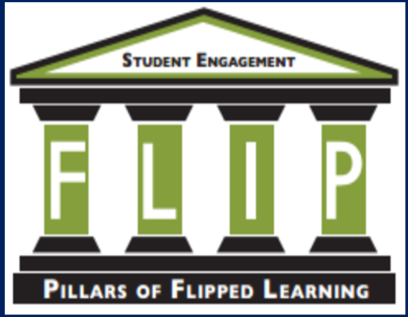 STUDENT ENGAGEMENT
F L I P
PILLARS OF FLIPPED LEARNING